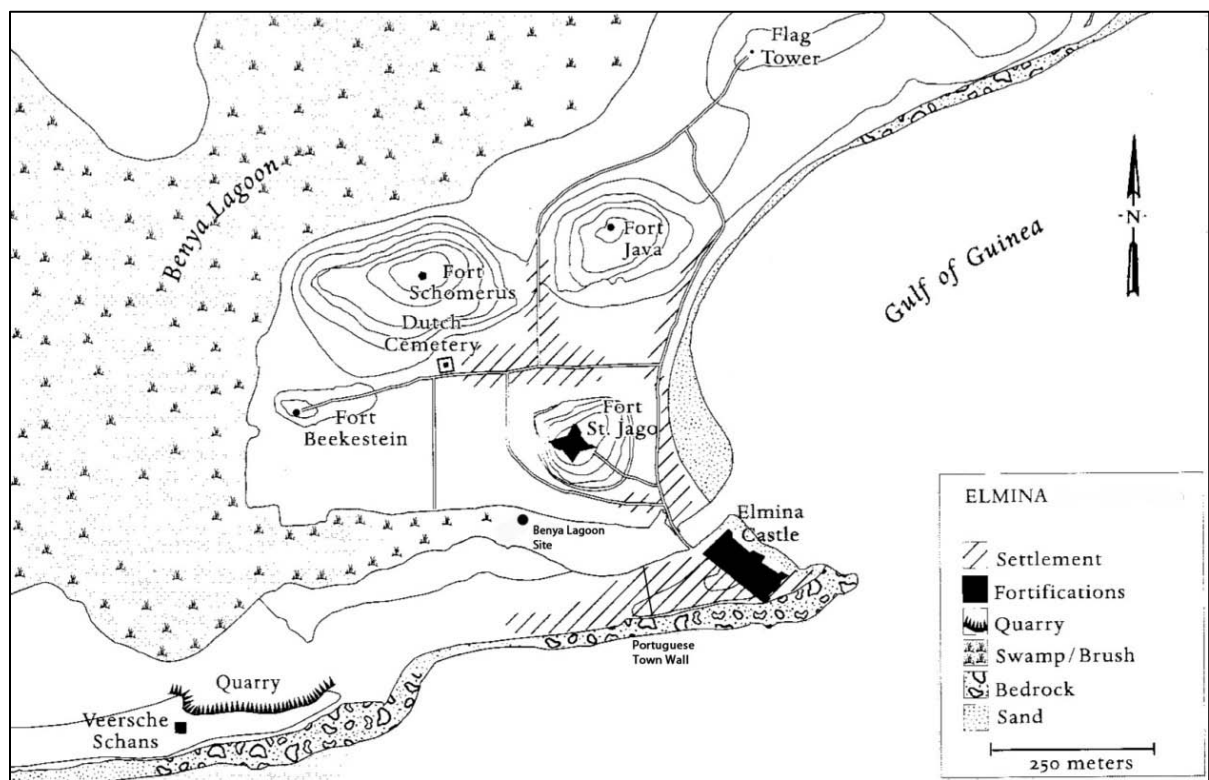 Flag
Tower
Benya Lagoon
Fort
Java
Gulf of Guinea
-N-
Fort
Schomerus
Dutch
Cemetery
Fort
Beekestein
Fort
St. Jago
Benya Lagoon
Site
Elmina
Castle
Portuguese
Town Wall
Quarry
Veersche
Schans
ELMINA
Settlement
Fortifications
Quarry
Swamp/Brush
Bedrock
Sand
250 meters